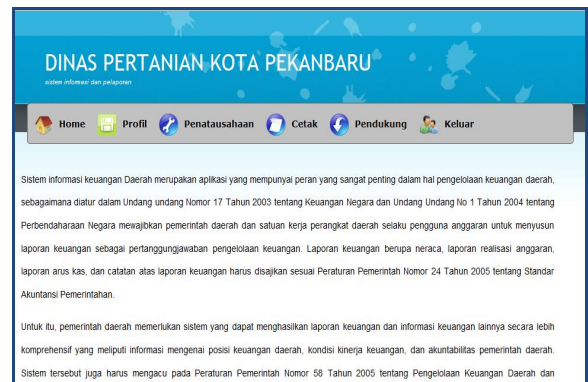 DINAS PERTANIAN KOTA PEKANBARU
sistem informasi dan pelaporan
Home Profil Penatausahaan Cetak Pendukung Keluar
Sistem informasi keuangan Daerah merupakan aplikasi yang mempunyai peran yang sangat penting dalam hal pengelolaan keuangan daerah,
sebagaimana diatur dalam Undang undang Nomor 17 Tahun 2003 tentang Keuangan Negara dan Undang Undang No 1 Tahun 2004 tentang
Perbendaharaan Negara mewajibkan pemerintah daerah dan satuan kerja perangkat daerah selaku pengguna anggaran untuk menyusun
laporan keuangan sebagai pertanggungjawaban pengelolaan keuangan. Laporan keuangan berupa neraca, laporan realisasi anggaran,
laporan arus kas, dan catatan atas laporan keuangan harus disajikan sesuai Peraturan Pemerintah Nomor 24 Tahun 2005 tentang Standar
Akuntansi Pemerintahan.
Untuk itu, pemerintah daerah memerlukan sistem yang dapat menghasilkan laporan keuangan dan informasi keuangan lainnya secara lebih
komprehensif yang meliputi informasi mengenai posisi keuangan daerah, kondisi kinerja keuangan, dan akuntabilitas pemerintah daerah.
Sistem tersebut juga harus mengacu pada Peraturan Pemerintah Nomor 58 Tahun 2005 tentang Pengelolaan Keuangan Daerah dan